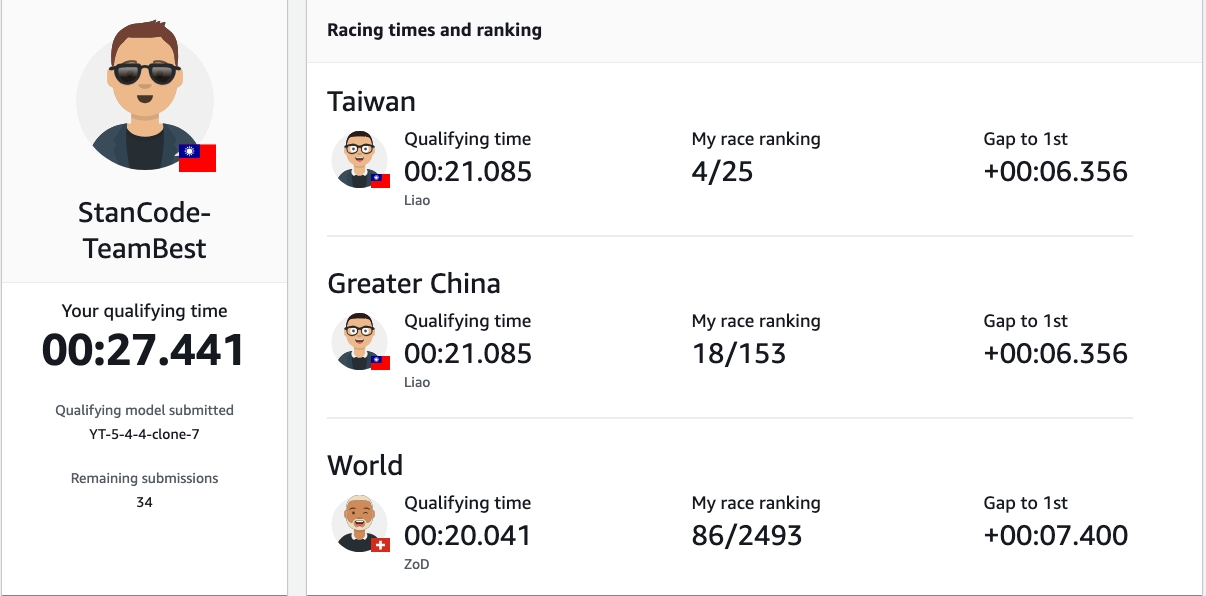 StanCode-
TeamBest
Your qualifying time
00:27.441
Qualifying model submitted
YT-5-4-4-clone-7
Remaining submissions
34
Racing times and ranking
Taiwan
Qualifying time
00:21.085
Liao
My race ranking
4/25
Gap to 1st
+00:06.356
Greater China
Qualifying time
00:21.085
Liao
My race ranking
18/153
Gap to 1st
+00:06.356
World
Qualifying time
00:20.041
ZoD
My race ranking
86/2493
Gap to 1st
+00:07.400